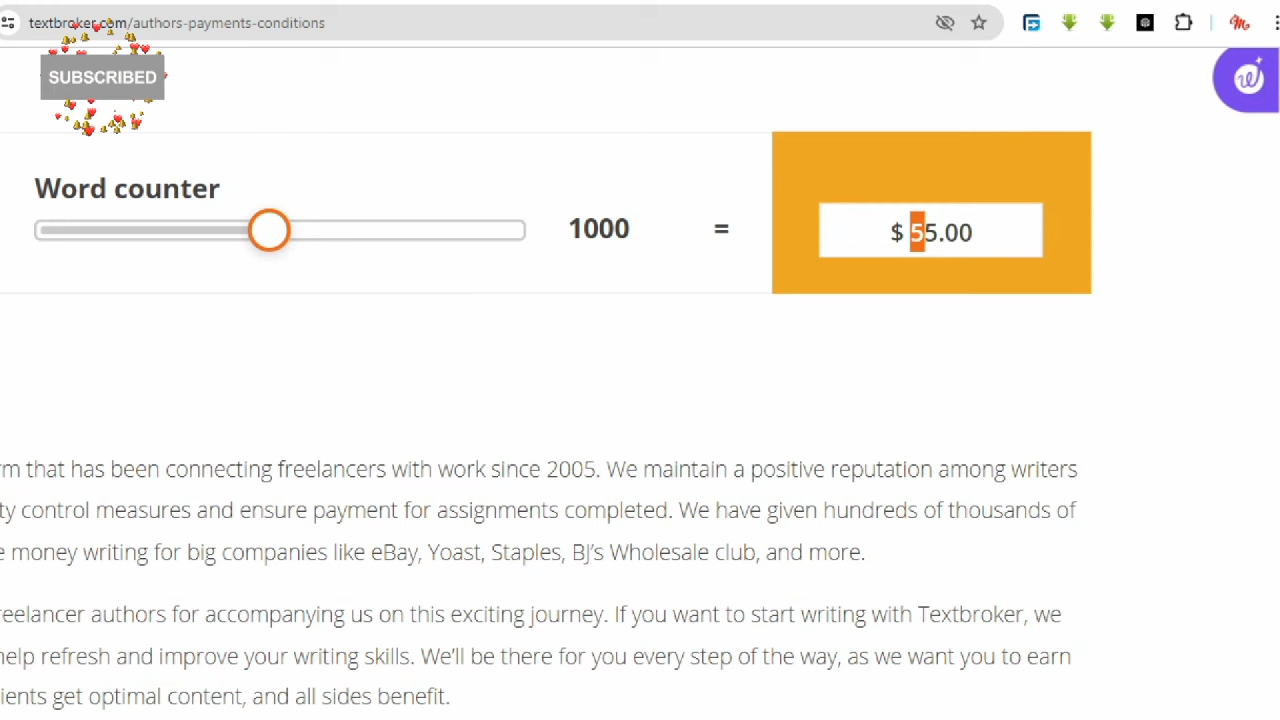 textbroker.com/authors-payments-conditions
SUBSCRIBED
Word counter
1000
=
$ 55.00
rm that has been connecting freelancers with work since 2005. We maintain a positive reputation among writers
ty control measures and ensure payment for assignments completed. We have given hundreds of thousands of
e money writing for big companies like eBay, Yoast, Staples, BJ’s Wholesale club, and more.
reelancer authors for accompanying us on this exciting journey. If you want to start writing with Textbroker, we
help refresh and improve your writing skills. We’ll be there for you every step of the way, as we want you to earn
ients get optimal content, and all sides benefit.